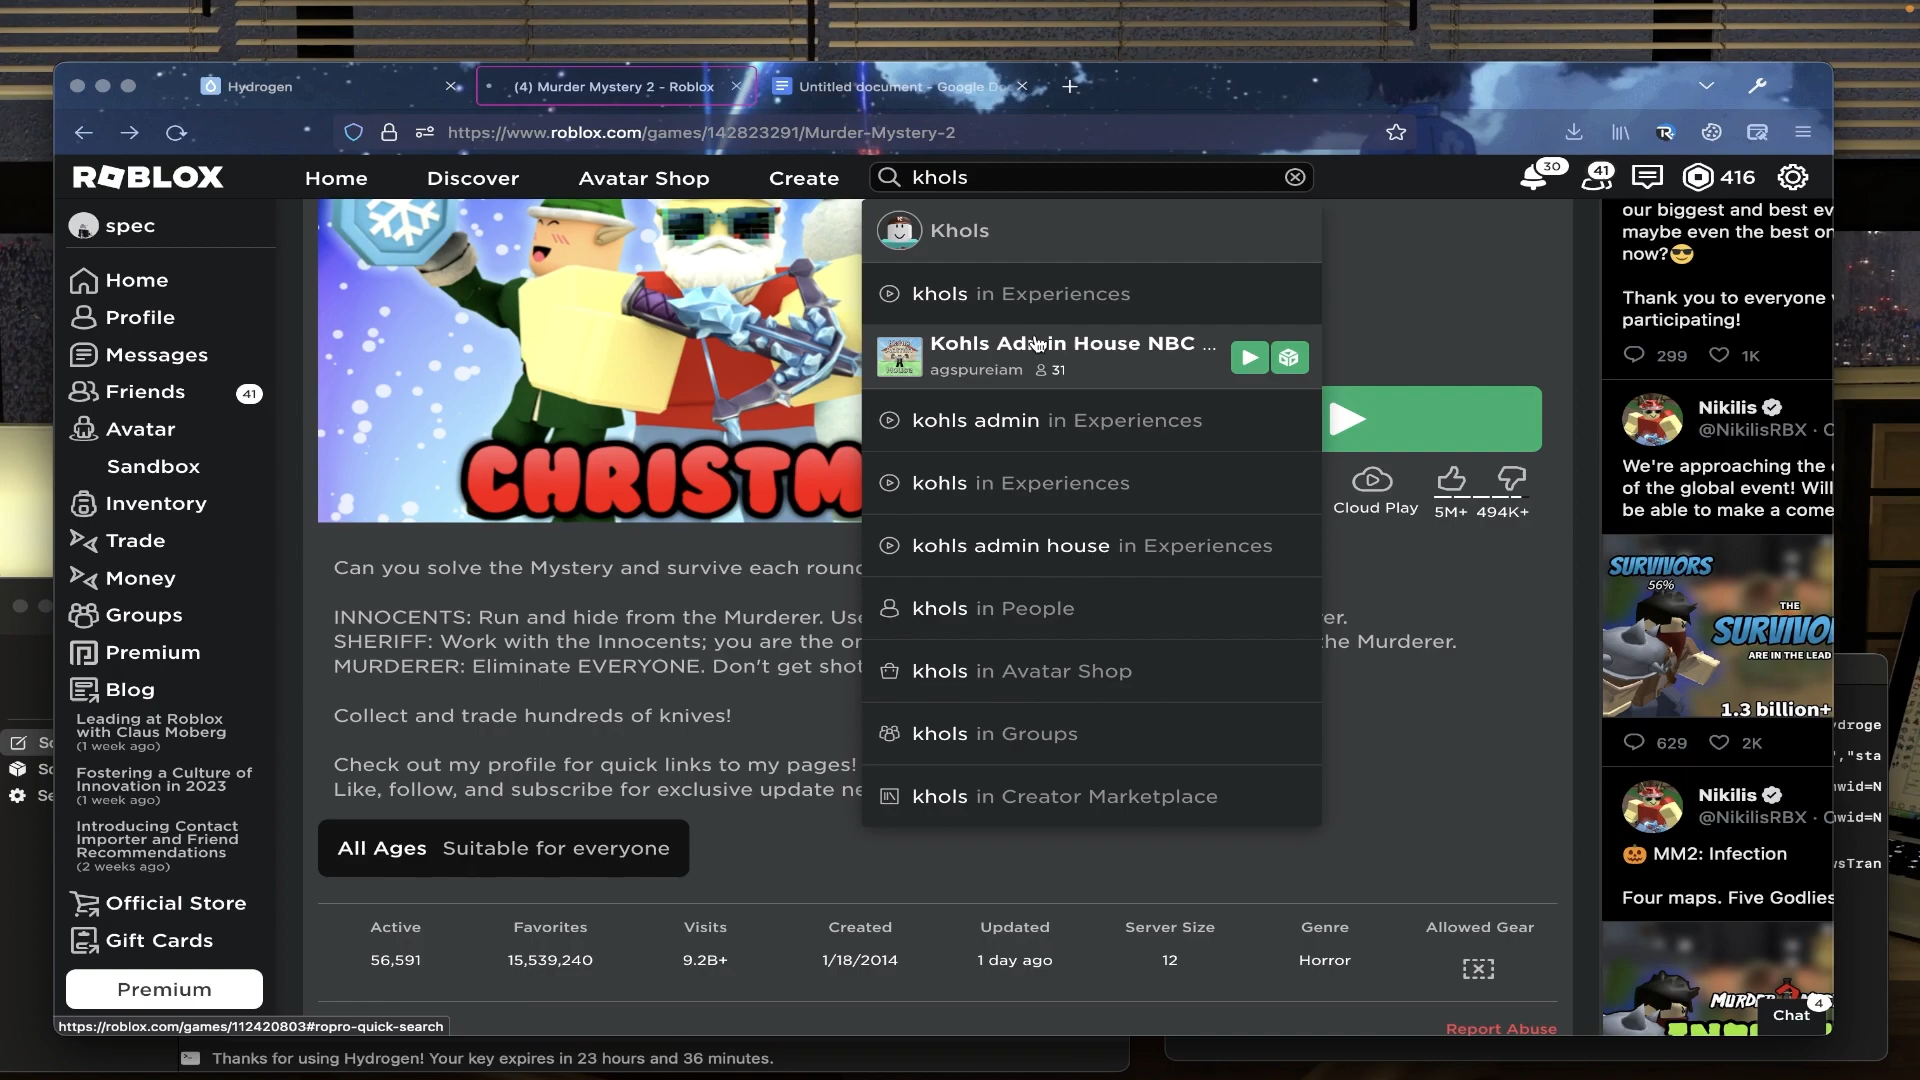 Hydrogen
(4) Murder Mystery 2 - Roblox
Untitled document - Google Do
https://www.roblox.com/games/142823291/Murder-Mystery-2
ROBLOX
Home
Discover
Avatar Shop
Create
khols
30
41
416
spec
Home
Profile
Messages
Friends
41
Avatar
Sandbox
Inventory
Trade
Money
Groups
Premium
Blog
Leading at Roblox
with Claus Moberg
(1 week ago)
Fostering a Culture of
Innovation in 2023
(1 week ago)
Introducing Contact
Importer and Friend
Recommendations
(2 weeks ago)
Official Store
Gift Cards
Premium
https://roblox.com/games/112420803#ropro-quick-search
CHRISTM
Khols
khols in Experiences
Kohls Admin House NBC ...
agspureiam 31
kohls admin in Experiences
kohls in Experiences
kohls admin house in Experiences
khols in People
khols in Avatar Shop
khols in Groups
khols in Creator Marketplace
Cloud Play
5M+ 494K+
Can you solve the Mystery and survive each roun
INNOCENTS: Run and hide from the Murderer. Use
er.
SHERIFF: Work with the Innocents; you are the or
the Murderer.
MURDERER: Eliminate EVERYONE. Don't get shot
Collect and trade hundreds of knives!
Check out my profile for quick links to my pages!
Like, follow, and subscribe for exclusive update ne
All Ages Suitable for everyone
Active Favorites Visits Created Updated Server Size Genre Allowed Gear
56,591 15,539,240 9.2B+ 1/18/2014 1 day ago 12 Horror
Report Abuse
our biggest and best ev
maybe even the best on
now?😎
Thank you to everyone
participating!
299 1K
Nikilis
@NikilisRBX ·
We're approaching the
of the global event! Will
be able to make a come
SURVIVORS
56%
THE
SURVIVO
ARE IN THE LEAD
1.3 billion+
629 2K
Nikilis
@NikilisRBX ·
🎃 MM2: Infection
Four maps. Five Godlies
Chat
4
Sc
Sc
Se
droge
","sta
wid=N
wid=N
sTran
Thanks for using Hydrogen! Your key expires in 23 hours and 36 minutes.